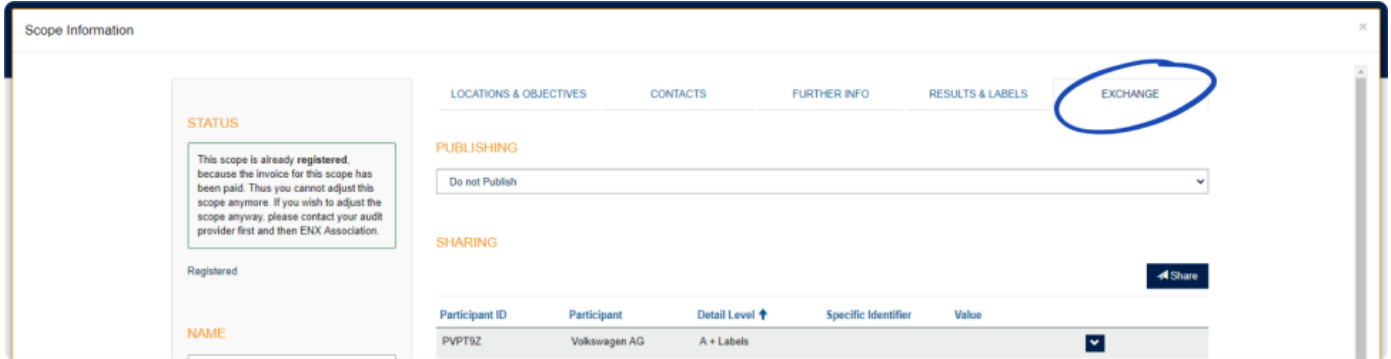 Scope Information
×
LOCATIONS & OBJECTIVES CONTACTS FURTHER INFO RESULTS & LABELS EXCHANGE
STATUS
This scope is already registered,
because the invoice for this scope has
been paid. Thus you cannot adjust this
scope anymore. If you wish to adjust the
scope anyway, please contact your audit
provider first and then ENX Association.
Registered
NAME
PUBLISHING
Do not Publish
SHARING
Share
Participant ID Participant Detail Level Specific Identifier Value
PVPT9Z Volkswagen AG A + Labels